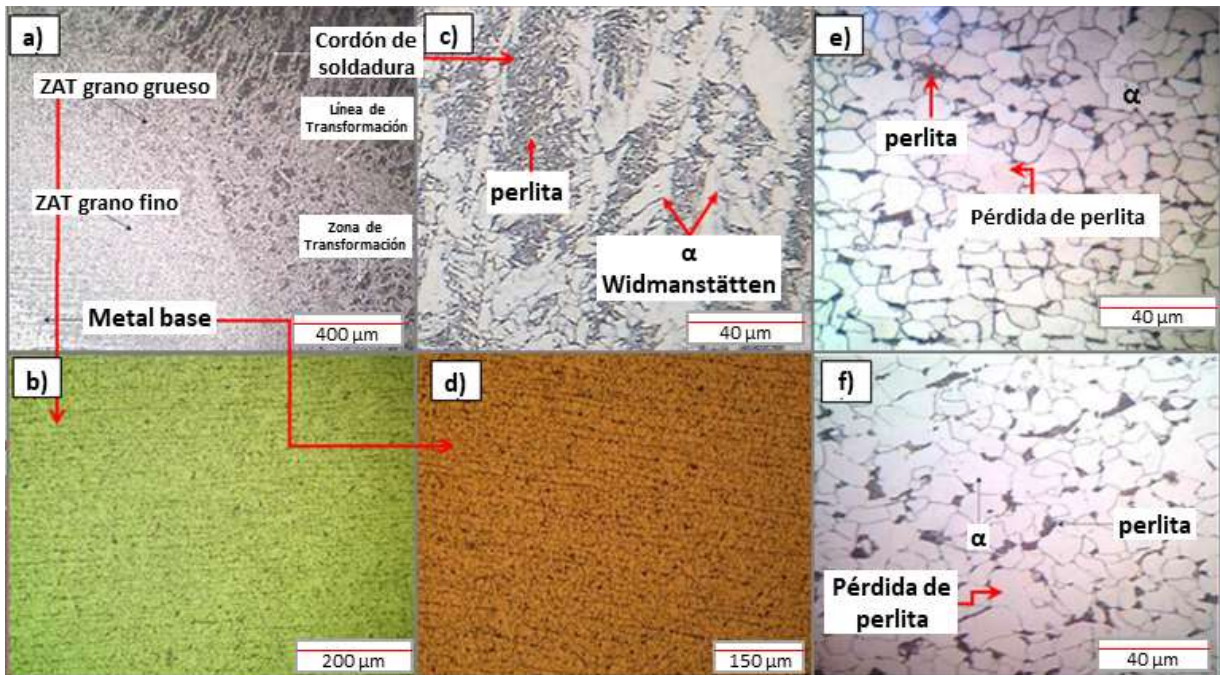 a)
Cordón de
soldadura
ZAT grano grueso
Línea de
Transformación
ZAT grano fino
Zona de
Transformación
Metal base
400 µm
c)
perlita
α
Widmanstätten
40 µm
e)
α
perlita
Pérdida de perlita
40 µm
b)
200 µm
d)
150 µm
f)
perlita
α
Pérdida de
perlita
40 µm